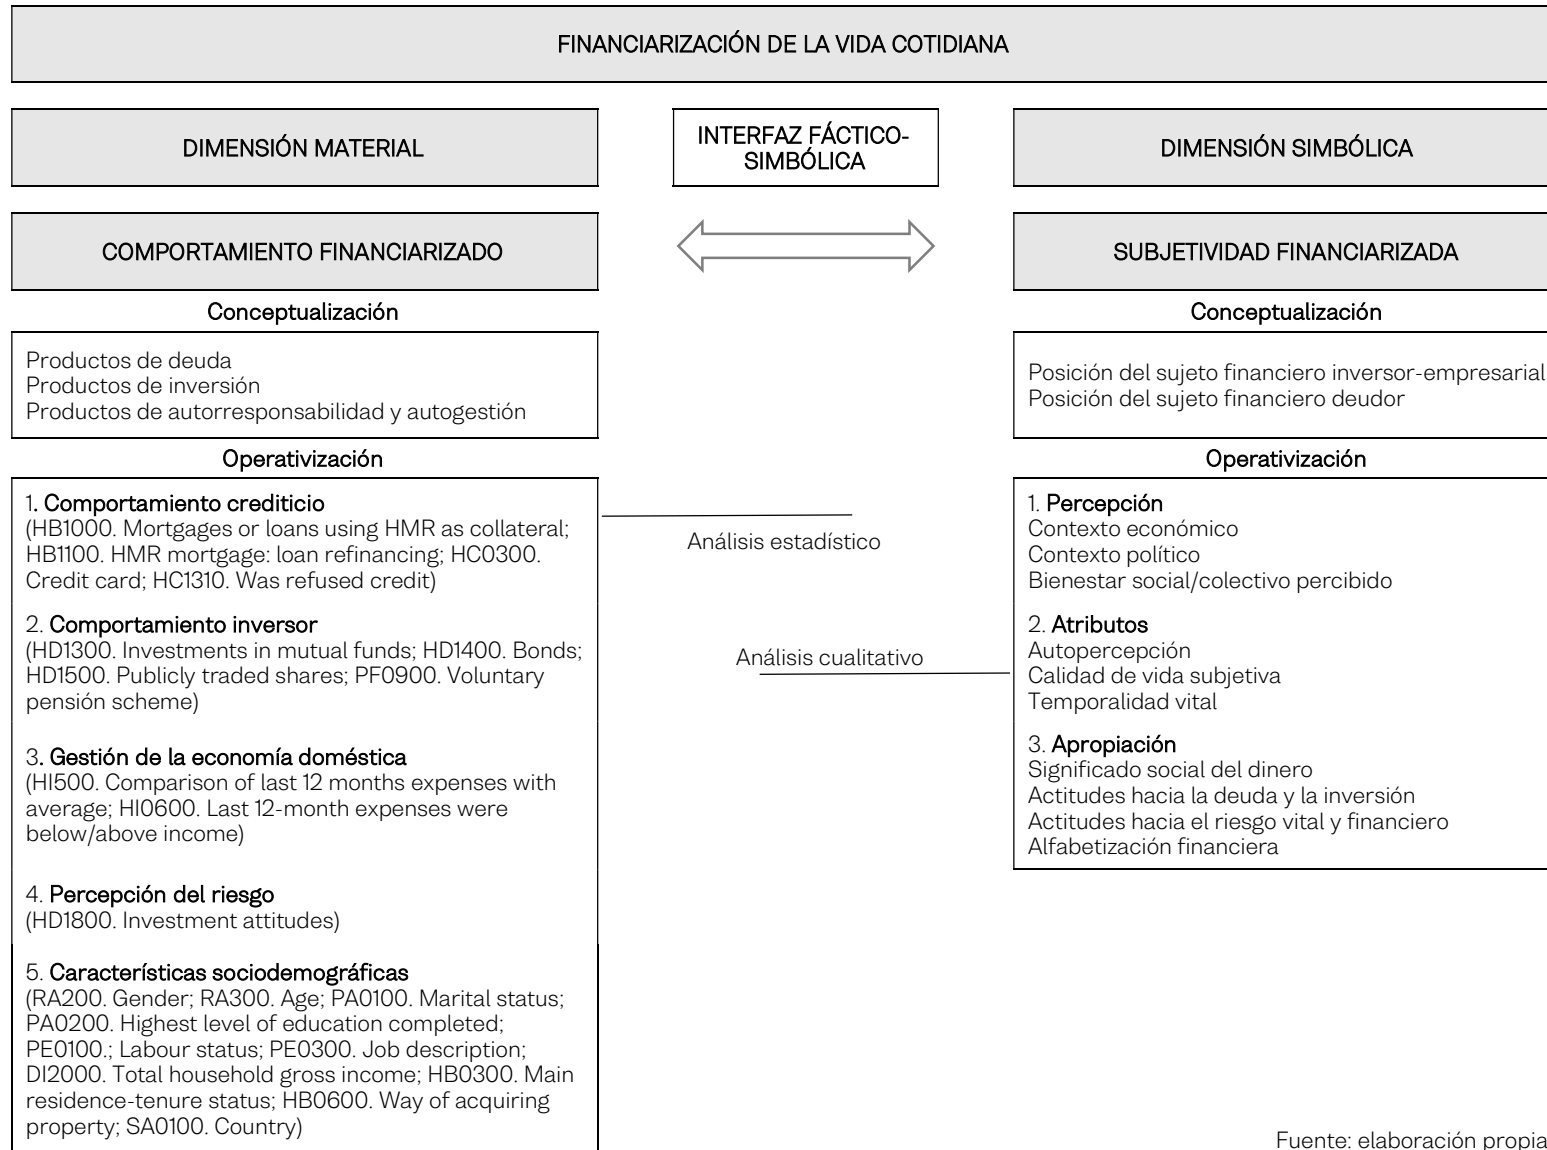 FINANCIARIZACIÓN DE LA VIDA COTIDIANA
DIMENSIÓN MATERIAL
INTERFAZ FÁCTICO-
SIMBÓLICA
DIMENSIÓN SIMBÓLICA
COMPORTAMIENTO FINANCIARIZADO
SUBJETIVIDAD FINANCIARIZADA
Conceptualización
Productos de deuda
Productos de inversión
Productos de autorresponsabilidad y autogestión
Conceptualización
Posición del sujeto financiero inversor-empresarial
Posición del sujeto financiero deudor
Operativización
1. Comportamiento crediticio
(HB1000. Mortgages or loans using HMR as collateral;
HB1100. HMR mortgage: loan refinancing; HC0300.
Credit card; HC1310. Was refused credit)
2. Comportamiento inversor
(HD1300. Investments in mutual funds; HD1400. Bonds;
HD1500. Publicly traded shares; PF0900. Voluntary
pensión scheme)
3. Gestión de la economía doméstica
(HI500. Comparison of last 12 months expenses with
average; HI0600. Last 12-month expenses were
below/above income)
4. Percepción del riesgo
(HD1800. Investment attitudes)
5. Características sociodemográficas
(RA200. Gender; RA300. Age; PA0100. Marital status;
PA0200. Highest level of education completed;
PE0100.; Labour status; PE0300. Job description;
DI2000. Total household gross income; HB0300. Main
residence-tenure status; HB0600. Way of acquiring
property; SA0100. Country)
Análisis estadístico
Análisis cualitativo
Operativización
1. Percepción
Contexto económico
Contexto político
Bienestar social/colectivo percibido
2. Atributos
Autopercepción
Calidad de vida subjetiva
Temporalidad vital
3. Apropiación
Significado social del dinero
Actitudes hacia la deuda y la inversión
Actitudes hacia el riesgo vital y financiero
Alfabetización financiera
Fuente: elaboración propia